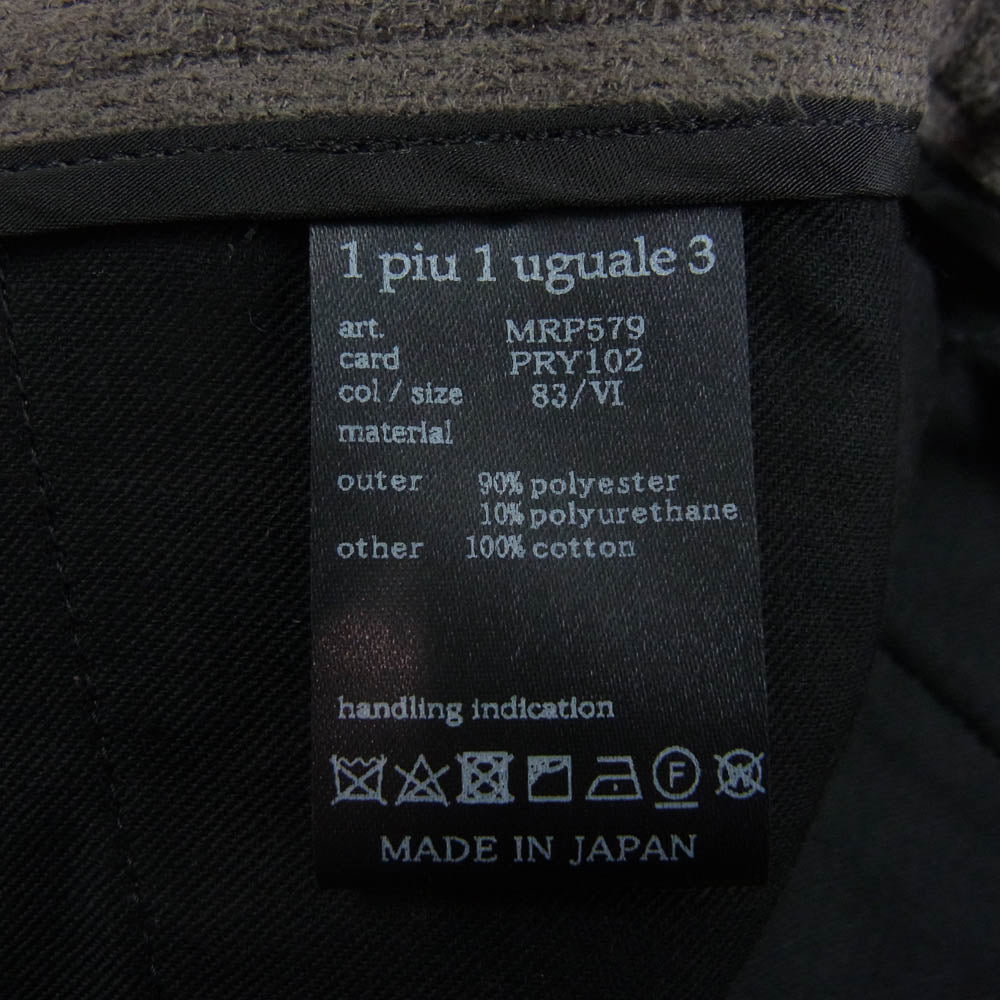 1 piu 1 uguale 3
art. MRP579
card PRY102
col / size 83/VI
material
outer 90% polyester
10% polyurethane
other 100% cotton
handling indication
F W
MADE IN JAPAN